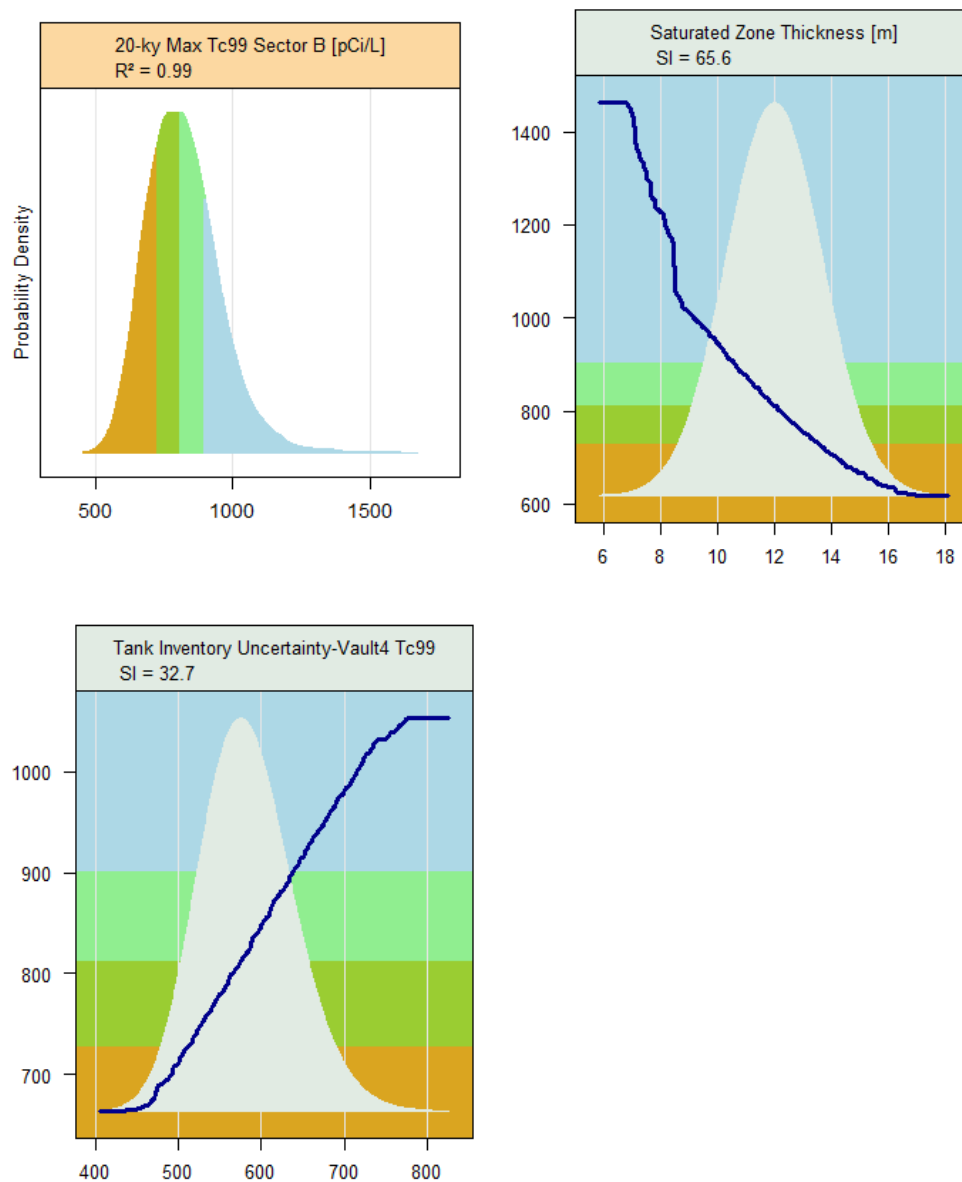 20-ky Max Tc99 Sector B [pCi/L]
R² = 0.99
Probability Density
500 1000 1500
Saturated Zone Thickness [m]
SI = 65.6
1400
1200
1000
800
600
6 8 10 12 14 16 18
Tank Inventory Uncertainty-Vault4 Tc99
SI = 32.7
1000
900
800
700
400 500 600 700 800